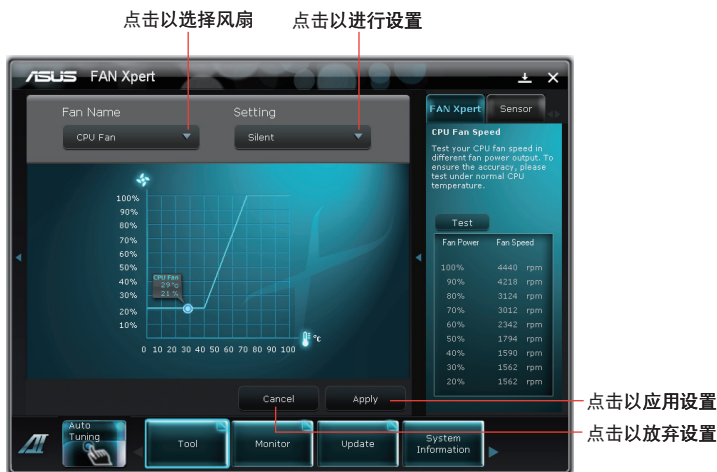 点击以选择风扇
点击以进行设置
ASUS FAN Xpert
Fan Name
Setting
CPU Fan
Silent
100%
90%
80%
70%
60%
50%
40%
30%
20%
10%
CPU Fan
29 °c
21 %
0 10 20 30 40 50 60 70 80 90 100
°c
Cancel
Apply
FAN Xpert
Sensor
CPU Fan Speed
Test your CPU fan speed in
different fan power output. To
ensure the accuracy, please
test under normal CPU
temperature.
Test
Fan Power Fan Speed
100% 4440 rpm
90% 4218 rpm
80% 3124 rpm
70% 3012 rpm
60% 2342 rpm
50% 1794 rpm
40% 1590 rpm
30% 1562 rpm
20% 1562 rpm
点击以应用设置
点击以放弃设置
AI
Auto
Tuning
Tool
Monitor
Update
System
Information